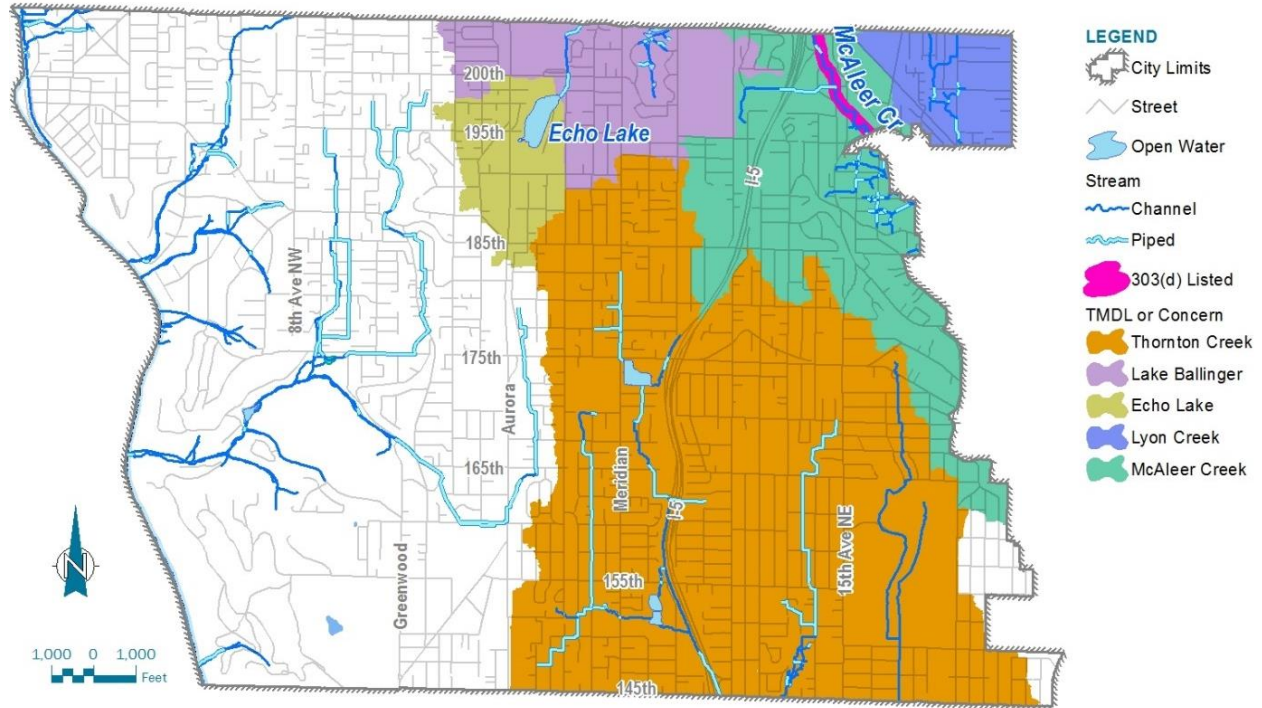 200th
195th
Echo Lake
McAleer Cr
I-5
185th
8th Ave NW
175th
Aurora
165th
Meridian
I-5
15th Ave NE
155th
Greenwood
145th
N
1,000 0 1,000
Feet
LEGEND
City Limits
Street
Open Water
Stream
Channel
Piped
303(d) Listed
TMDL or Concern
Thornton Creek
Lake Ballinger
Echo Lake
Lyon Creek
McAleer Creek